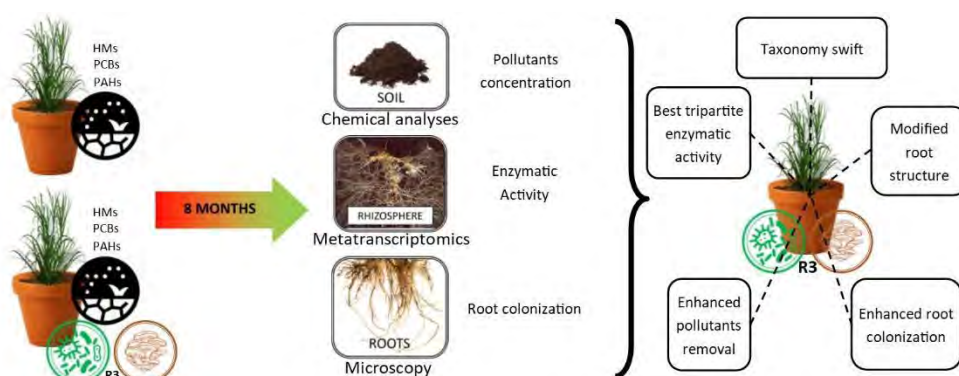 HMs
PCBs
PAHs
HMs
PCBs
PAHs
R3
8 MONTHS
SOIL
Chemical analyses
Pollutants
concentration
RHIZOSPHERE
Metatranscriptomics
Enzymatic
Activity
ROOTS
Microscopy
Root colonization
Taxonomy swift
Best tripartite
enzymatic
activity
Modified
root
structure
R3
Enhanced
pollutants
removal
Enhanced root
colonization